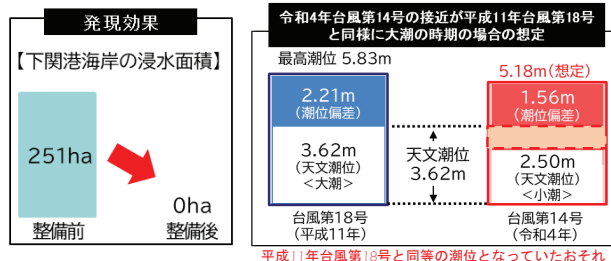 発現効果
【下関港海岸の浸水面積】
251ha
0ha
整備前
整備後
令和4年台風第14号の接近が平成11年台風第18号
と同様に大潮の時期の場合の想定
最高潮位 5.83m
2.21m
(潮位偏差)
3.62m
(天文潮位)
<大潮>
台風第18号
(平成11年)
天文潮位
3.62m
5.18m(想定)
1.56m
(潮位偏差)
2.50m
(天文潮位)
<小潮>
台風第14号
(令和4年)
平成11年台風第18号と同等の潮位となっていたおそれ